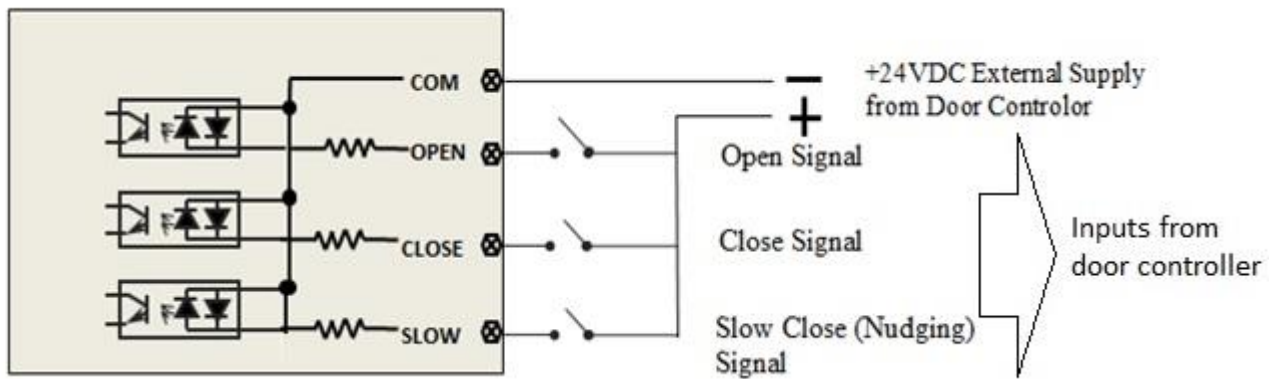 COM
+24VDC External Supply
from Door Controlor
OPEN
Open Signal
CLOSE
Close Signal
SLOW
Slow Close (Nudging)
Signal
Inputs from
door controller